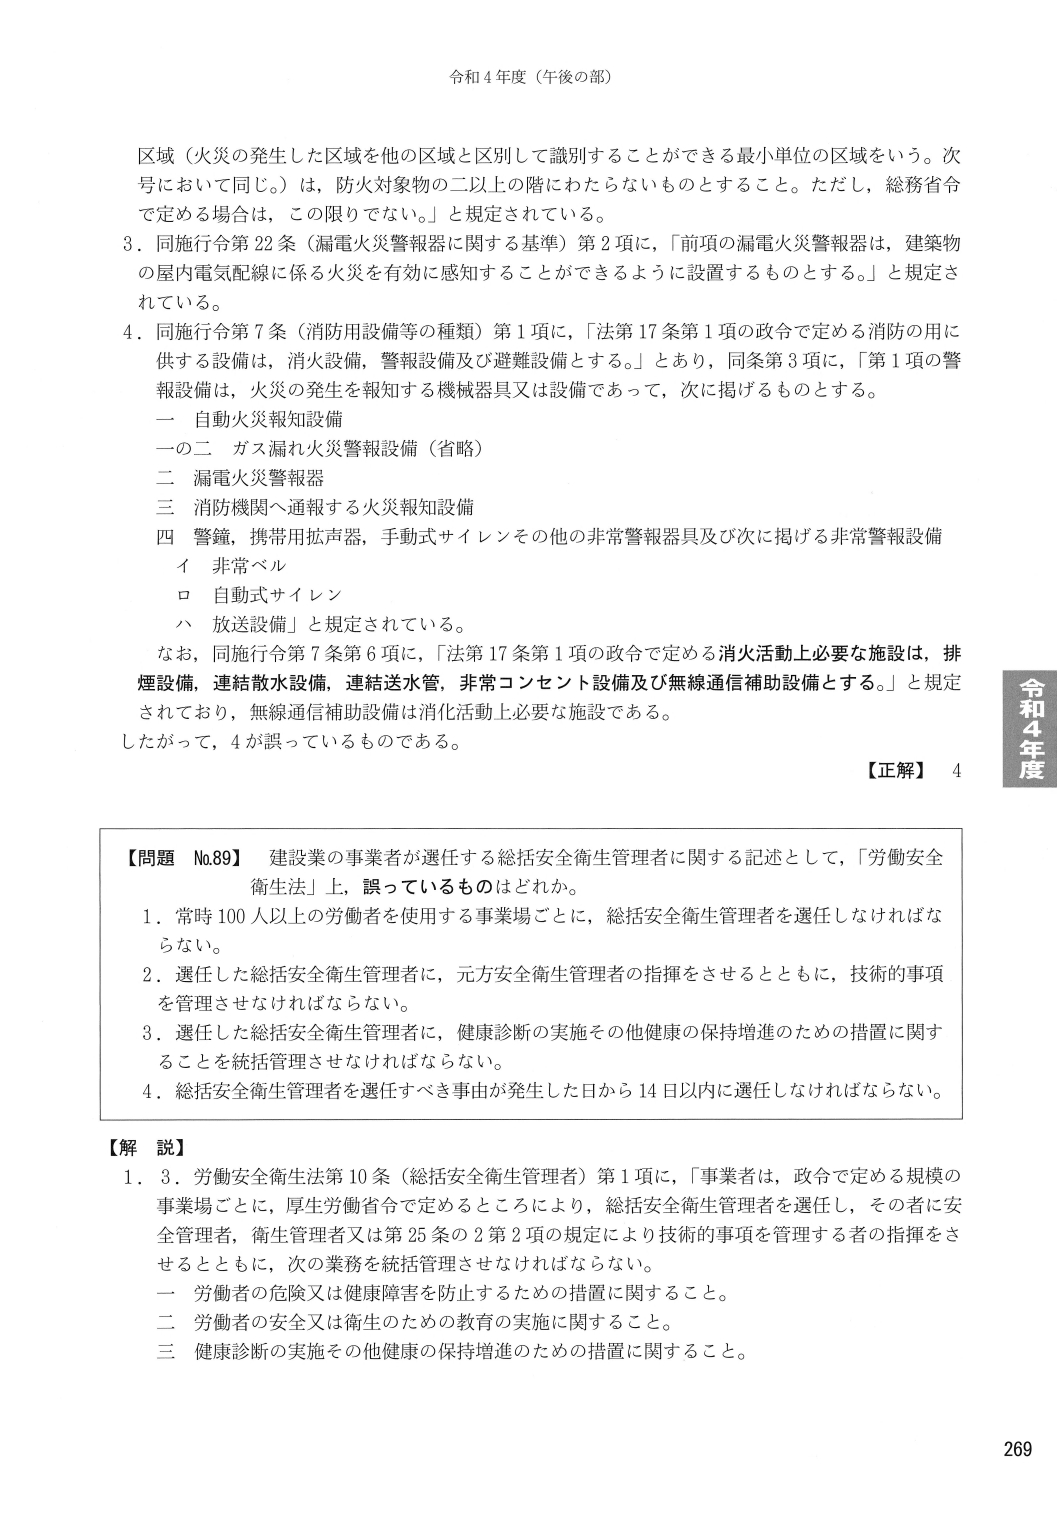 令和4年度（午後の部）
区域（火災の発生した区域を他の区域と区別して識別することができる最小単位の区域をいう。次
号において同じ。）は，防火対象物の二以上の階にわたらないものとすること。ただし，総務省令
で定める場合は，この限りでない。」と規定されている。
3．同施行令第22条（漏電火災警報器に関する基準）第2項に，「前項の漏電火災警報器は，建築物
の屋内電気配線に係る火災を有効に感知することができるように設置するものとする。」と規定さ
れている。
4．同施行令第7条（消防用設備等の種類）第1項に，「法第17条第1項の政令で定める消防の用に
供する設備は，消火設備，警報設備及び避難設備とする。」とあり，同条第3項に，「第1項の警
報設備は，火災の発生を報知する機械器具又は設備であって，次に掲げるものとする。
一　自動火災報知設備
一の二　ガス漏れ火災警報設備（省略）
二　漏電火災警報器
三　消防機関へ通報する火災報知設備
四　警鐘，携帯用拡声器，手動式サイレンその他の非常警報器具及び次に掲げる非常警報設備
イ　非常ベル
ロ　自動式サイレン
ハ　放送設備」と規定されている。
なお，同施行令第7条第6項に，「法第17条第1項の政令で定める消火活動上必要な施設は，排
煙設備，連結散水設備，連結送水管，非常コンセント設備及び無線通信補助設備とする。」と規定
されており，無線通信補助設備は消化活動上必要な施設である。
したがって，4が誤っているものである。
【正解】　4
令和4年度
【問題　№89】　建設業の事業者が選任する総括安全衛生管理者に関する記述として，「労働安全
衛生法」上，誤っているものはどれか。
1．常時100人以上の労働者を使用する事業場ごとに，総括安全衛生管理者を選任しなければな
らない。
2．選任した総括安全衛生管理者に，元方安全衛生管理者の指揮をさせるとともに，技術的事項
を管理させなければならない。
3．選任した総括安全衛生管理者に，健康診断の実施その他健康の保持増進のための措置に関す
ることを統括管理させなければならない。
4．総括安全衛生管理者を選任すべき事由が発生した日から14日以内に選任しなければならない。
【解　説】
1．3．労働安全衛生法第10条（総括安全衛生管理者）第1項に，「事業者は，政令で定める規模の
事業場ごとに，厚生労働省令で定めるところにより，総括安全衛生管理者を選任し，その者に安
全管理者，衛生管理者又は第25条の2第2項の規定により技術的事項を管理する者の指揮をさ
せるとともに，次の業務を統括管理させなければならない。
一　労働者の危険又は健康障害を防止するための措置に関すること。
二　労働者の安全又は衛生のための教育の実施に関すること。
三　健康診断の実施その他健康の保持増進のための措置に関すること。
269